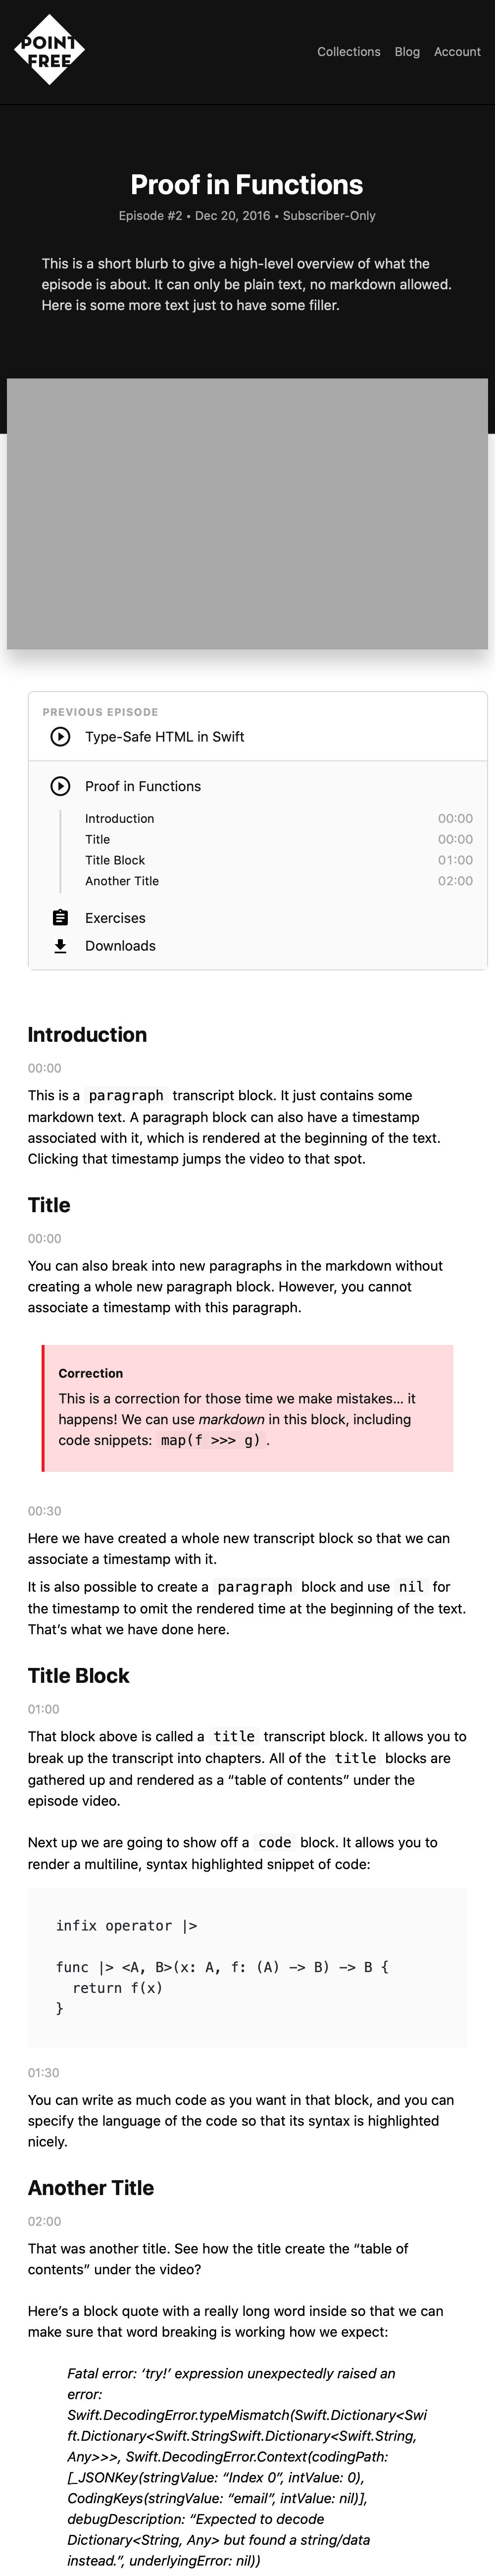 POINT
FREE
Collections Blog Account
Proof in Functions
Episode #2 • Dec 20, 2016 • Subscriber-Only
This is a short blurb to give a high-level overview of what the
episode is about. It can only be plain text, no markdown allowed.
Here is some more text just to have some filler.
PREVIOUS EPISODE
Type-Safe HTML in Swift
Proof in Functions
Introduction 00:00
Title 00:00
Title Block 01:00
Another Title 02:00
Exercises
Downloads
Introduction
00:00
This is a paragraph transcript block. It just contains some
markdown text. A paragraph block can also have a timestamp
associated with it, which is rendered at the beginning of the text.
Clicking that timestamp jumps the video to that spot.
Title
00:00
You can also break into new paragraphs in the markdown without
creating a whole new paragraph block. However, you cannot
associate a timestamp with this paragraph.
Correction
This is a correction for those time we make mistakes… it
happens! We can use markdown in this block, including
code snippets: map(f >>> g).
00:30
Here we have created a whole new transcript block so that we can
associate a timestamp with it.
It is also possible to create a paragraph block and use nil for
the timestamp to omit the rendered time at the beginning of the text.
That’s what we have done here.
Title Block
01:00
That block above is called a title transcript block. It allows you to
break up the transcript into chapters. All of the title blocks are
gathered up and rendered as a “table of contents” under the
episode video.
Next up we are going to show off a code block. It allows you to
render a multiline, syntax highlighted snippet of code:
infix operator |>
func |> <A, B>(x: A, f: (A) -> B) -> B {
  return f(x)
}
01:30
You can write as much code as you want in that block, and you can
specify the language of the code so that its syntax is highlighted
nicely.
Another Title
02:00
That was another title. See how the title create the “table of
contents” under the video?
Here’s a block quote with a really long word inside so that we can
make sure that word breaking is working how we expect:
Fatal error: ‘try!’ expression unexpectedly raised an
error:
Swift.DecodingError.typeMismatch(Swift.Dictionary<Swi
ft.Dictionary<Swift.StringSwift.Dictionary<Swift.String,
Any>>>, Swift.DecodingError.Context(codingPath:
[_JSONKey(stringValue: “Index 0”, intValue: 0),
CodingKeys(stringValue: “email”, intValue: nil)],
debugDescription: “Expected to decode
Dictionary<String, Any> but found a string/data
instead.”, underlyingError: nil))